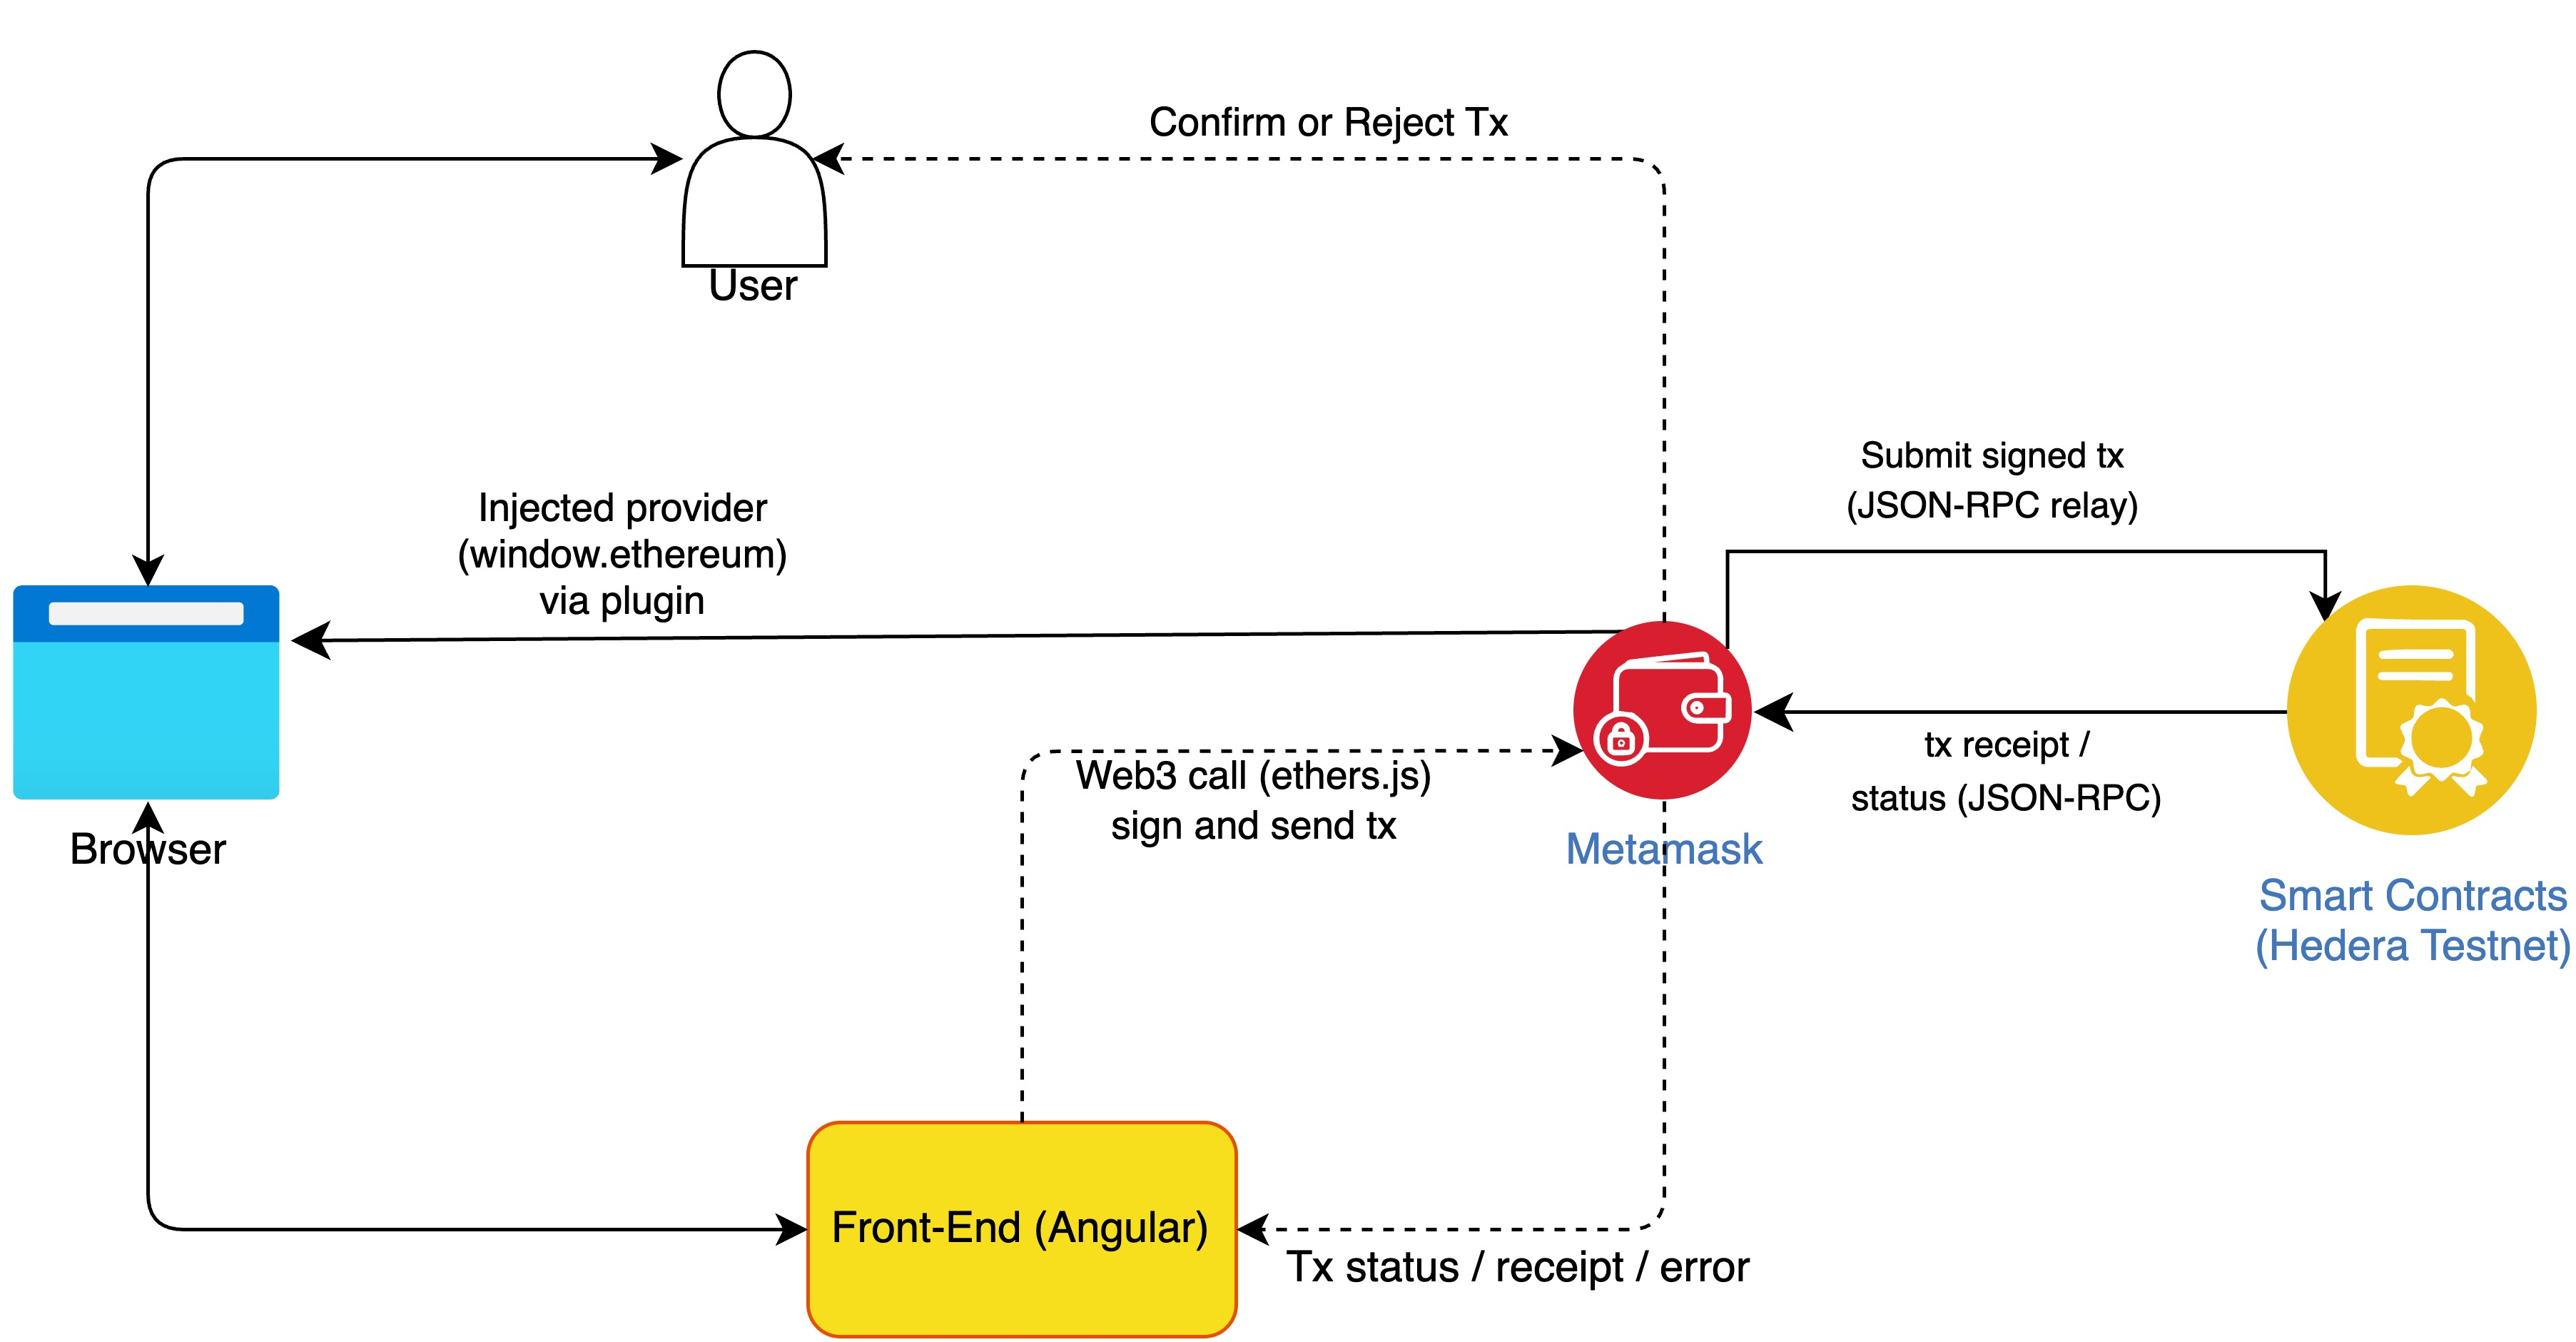 Confirm or Reject Tx
User
Submit signed tx
(JSON-RPC relay)
Injected provider
(window.ethereum)
via plugin
tx receipt /
status (JSON-RPC)
Web3 call (ethers.js)
sign and send tx
Browser
Metamask
Smart Contracts
(Hedera Testnet)
Front-End (Angular)
Tx status / receipt / error